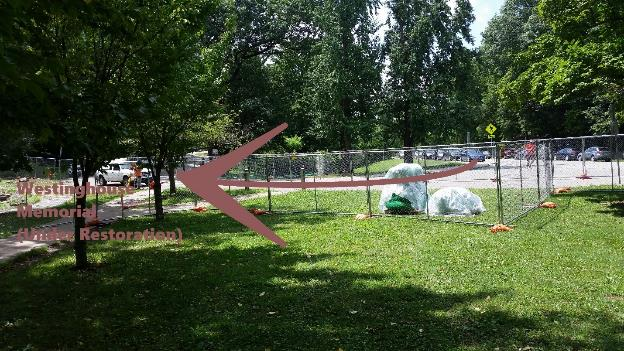 Westinghouse
Memorial
(Under Restoration)